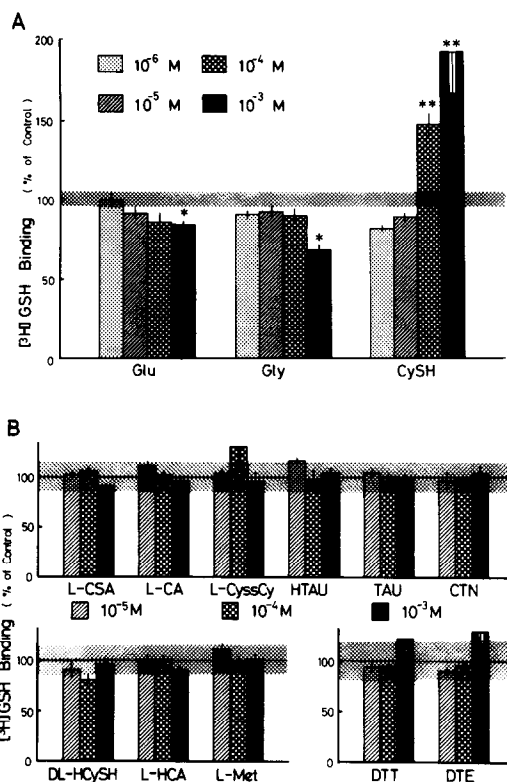 A
200
150
100
50
0
[³H] GSH Binding ( % of Control )
10⁻⁶ M
10⁻⁴ M
10⁻⁵ M
10⁻³ M
*
*
**
**
Glu Gly CySH
B
100
50
0
[³H]GSH Binding ( % of Control )
L-CSA L-CA L-CyssCy HTAU TAU CTN
10⁻⁵M 10⁻⁴M 10⁻³M
100
50
0
100
50
0
DL-HCySH L-HCA L-Met DTT DTE